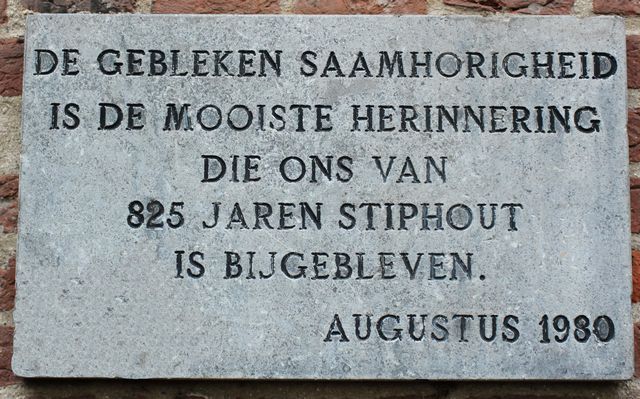 DE GEBLEKEN SAAMHORIGHEID
IS DE MOOISTE HERINNERING
DIE ONS VAN
825 JAREN STIPHOUT
IS BIJGEBLEVEN.
AUGUSTUS 1980